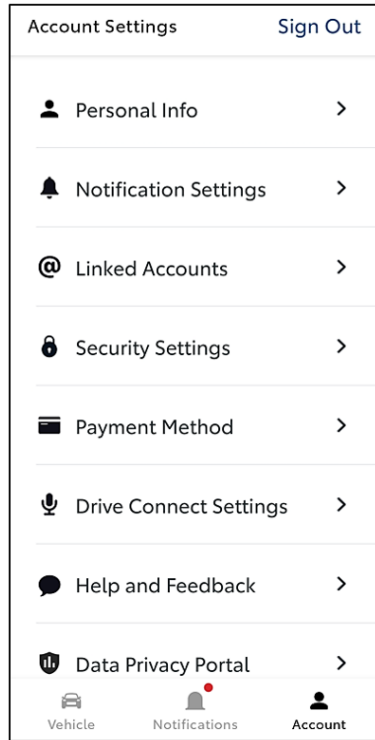 Account Settings Sign Out
Personal Info
Notification Settings
Linked Accounts
Security Settings
Payment Method
Drive Connect Settings
Help and Feedback
Data Privacy Portal
Vehicle Notifications Account